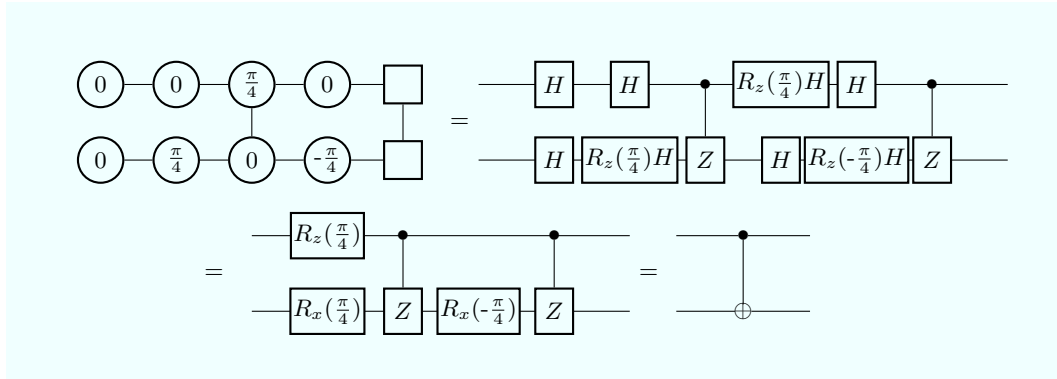 0 0 π/4 0 = H H R_z(π/4)H H
0 π/4 0 -π/4 H R_z(π/4)H Z H R_z(-π/4)H Z
= R_z(π/4) =
R_x(π/4) Z R_x(-π/4) Z